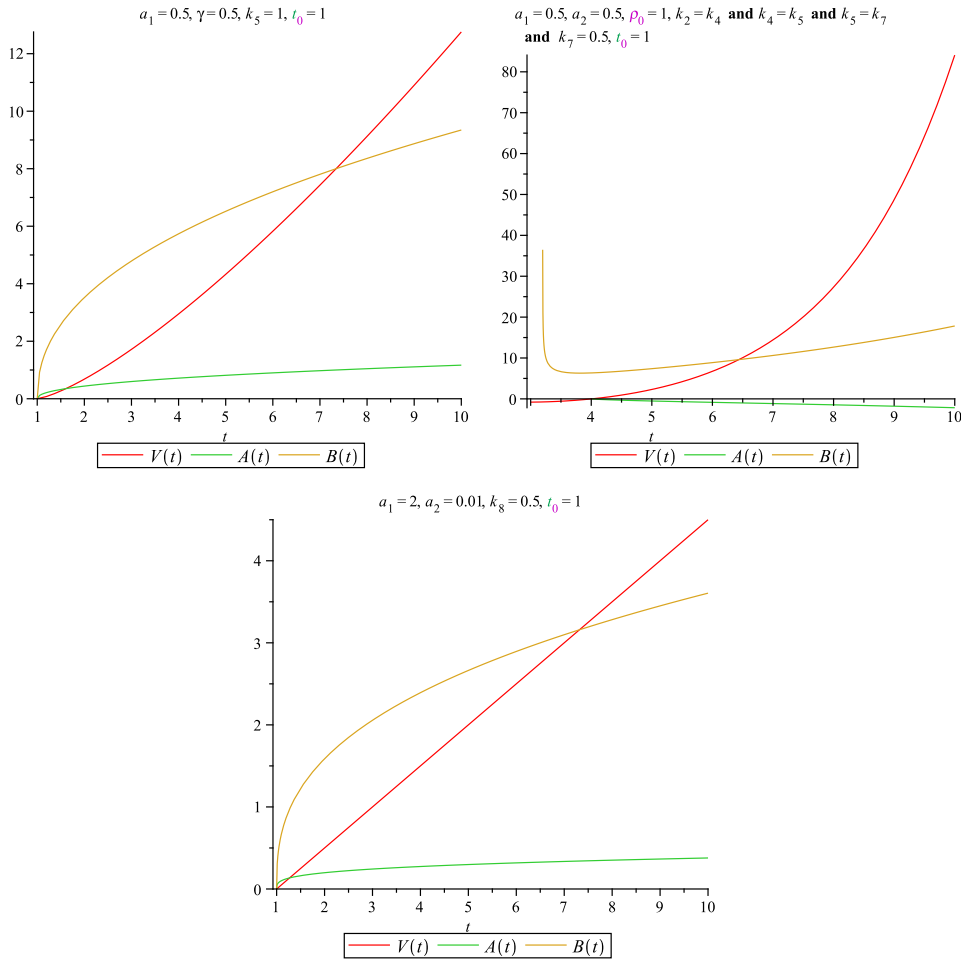 a₁ = 0.5, γ = 0.5, k₅ = 1, t₀ = 1
12
10
8
6
4
2
0
1 2 3 4 5 6 7 8 9 10
t
V(t) A(t) B(t)
a₁ = 0.5, a₂ = 0.5, ρ₀ = 1, k₂ = k₄ and k₄ = k₅ and k₅ = k₇
and k₇ = 0.5, t₀ = 1
80
70
60
50
40
30
20
10
0
4 5 6 7 8 9 10
t
V(t) A(t) B(t)
a₁ = 2, a₂ = 0.01, k₈ = 0.5, t₀ = 1
4
3
2
1
0
1 2 3 4 5 6 7 8 9 10
t
V(t) A(t) B(t)